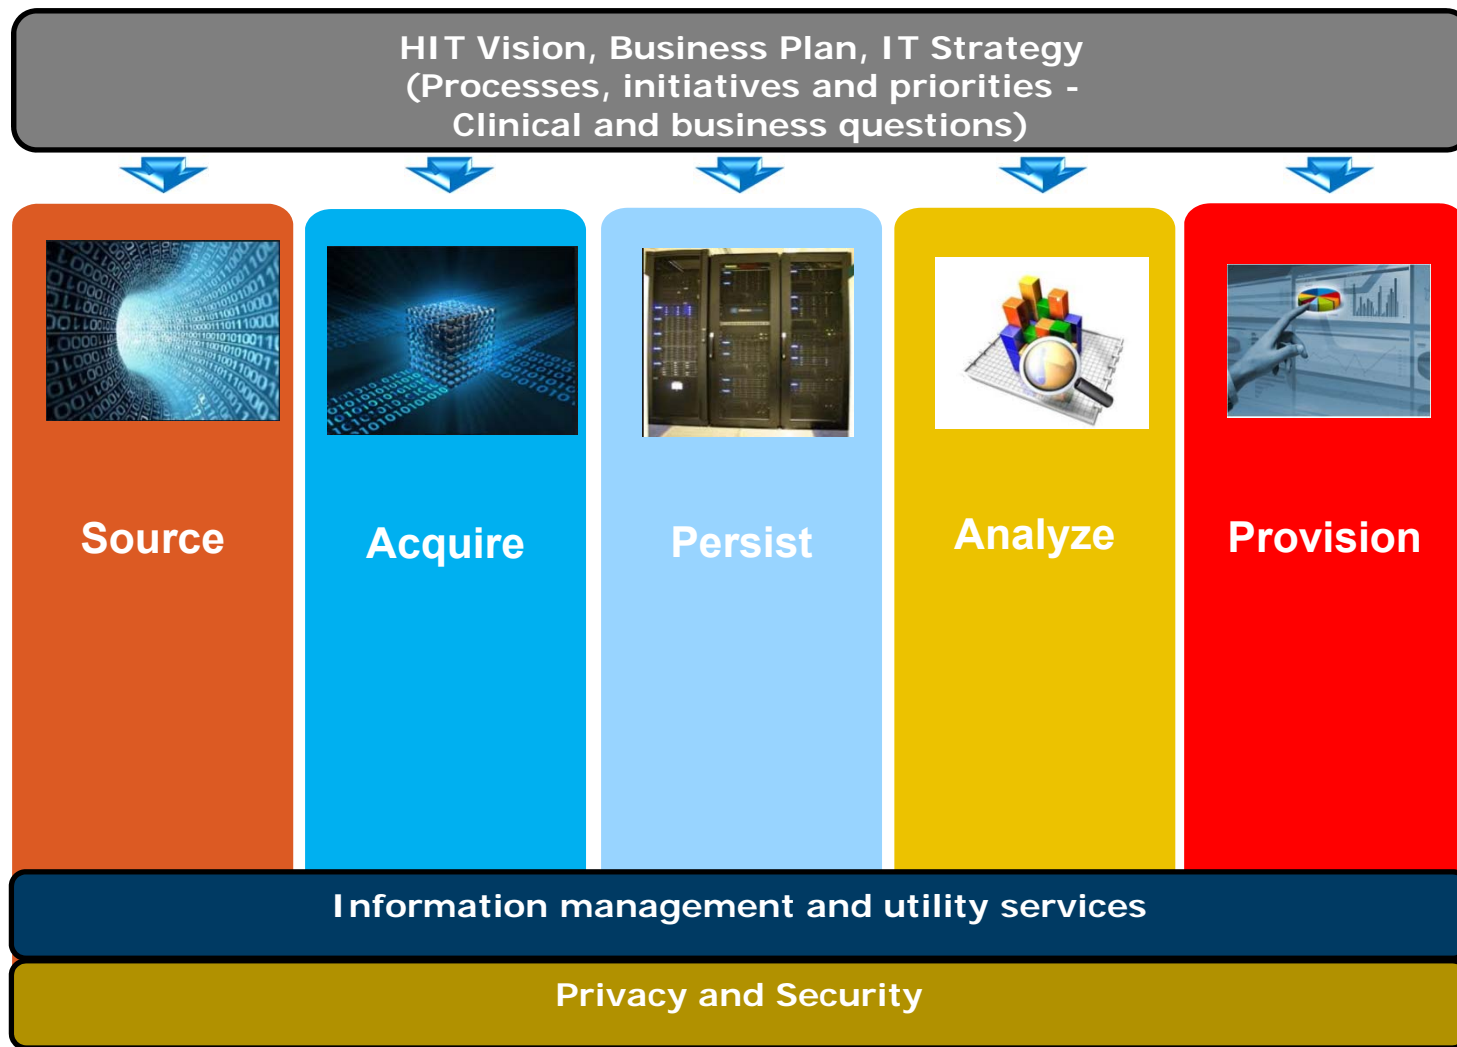 HIT Vision, Business Plan, IT Strategy
(Processes, initiatives and priorities -
Clinical and business questions)
Source
Acquire
Persist
Analyze
Provision
Information management and utility services
Privacy and Security